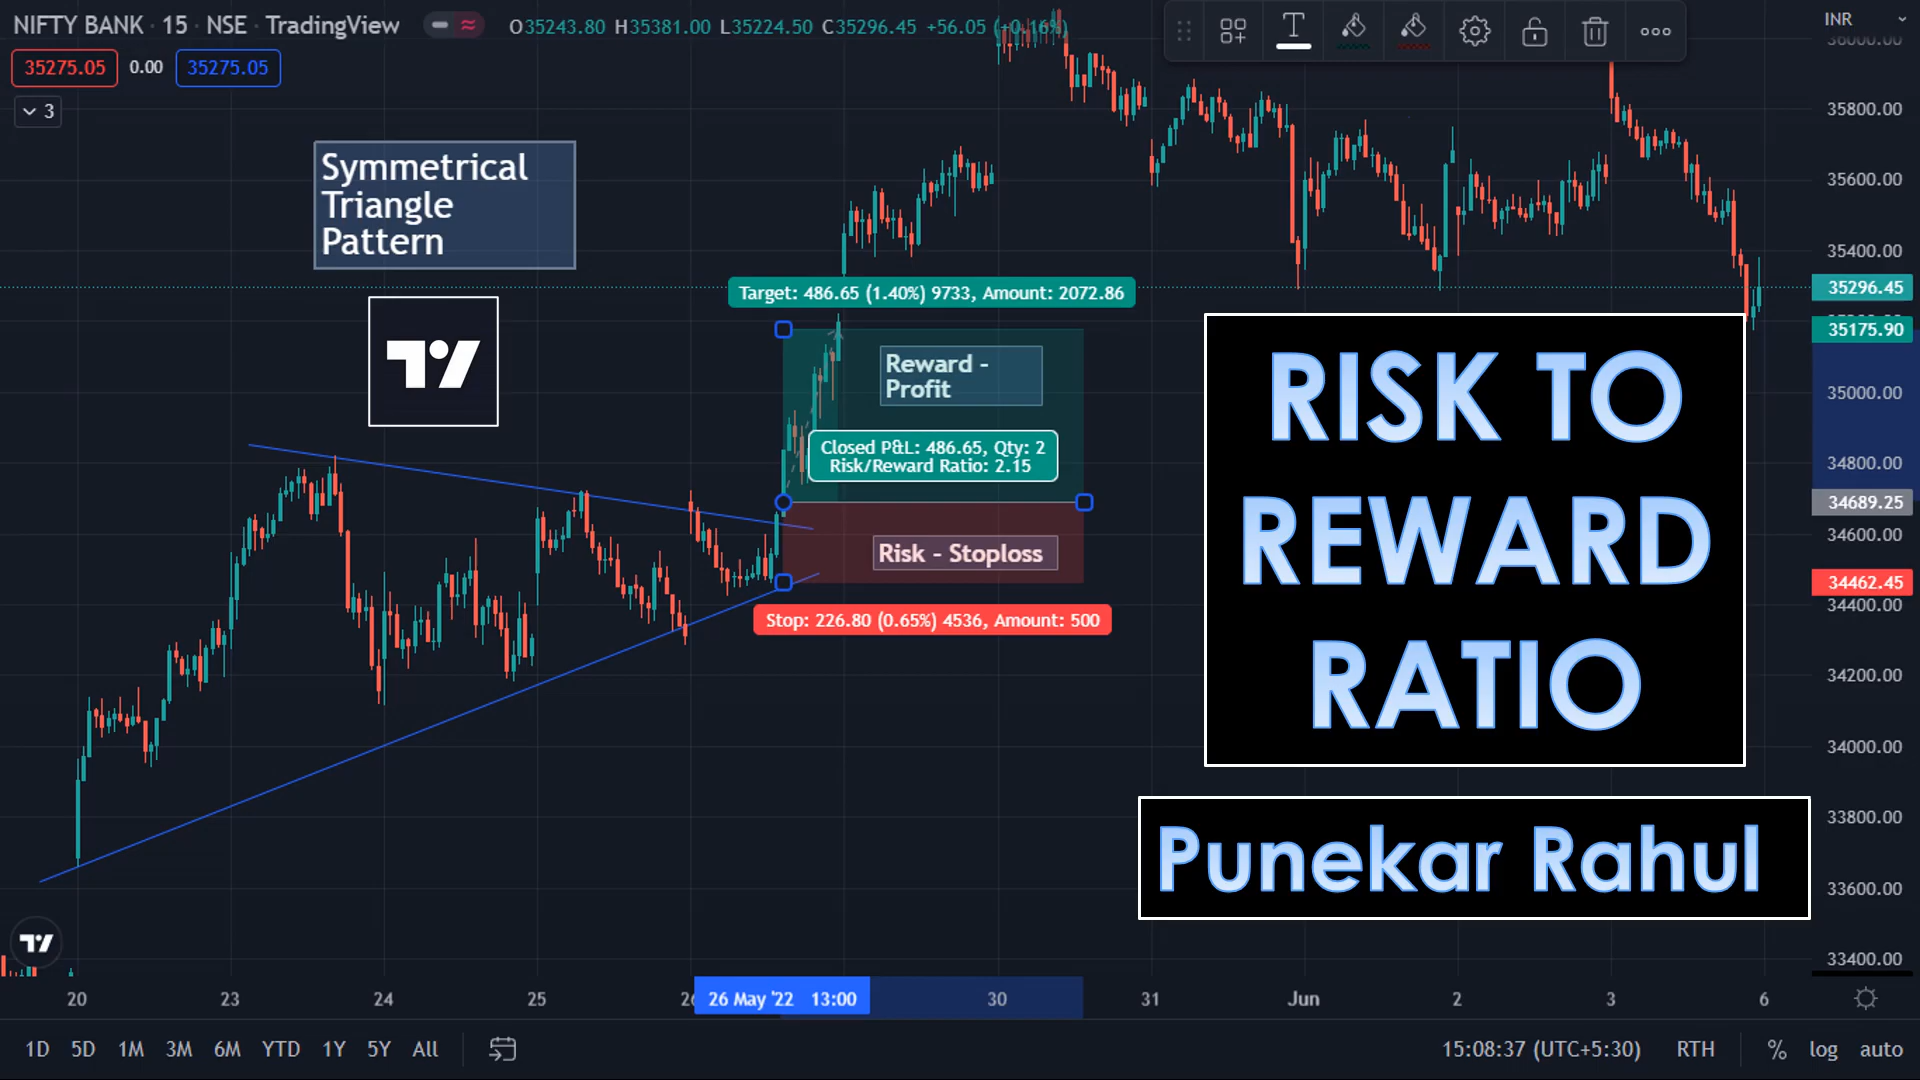 NIFTY BANK · 15 · NSE · TradingView
O35243.80 H35381.00 L35224.50 C35296.45 +56.05 (+0.16%)
INR
35275.05 0.00 35275.05
3
36000.00
35800.00
35600.00
35400.00
35296.45
35175.90
35000.00
34800.00
34689.25
34600.00
34462.45
34400.00
34200.00
34000.00
33800.00
33600.00
33400.00
Symmetrical
Triangle
Pattern
Target: 486.65 (1.40%) 9733, Amount: 2072.86
Reward -
Profit
Closed P&L: 486.65, Qty: 2
Risk/Reward Ratio: 2.15
Risk - Stoploss
Stop: 226.80 (0.65%) 4536, Amount: 500
RISK TO
REWARD
RATIO
Punekar Rahul
20 23 24 25 26 May '22 13:00 30 31 Jun 2 3 6
1D 5D 1M 3M 6M YTD 1Y 5Y All
15:08:37 (UTC+5:30) RTH % log auto